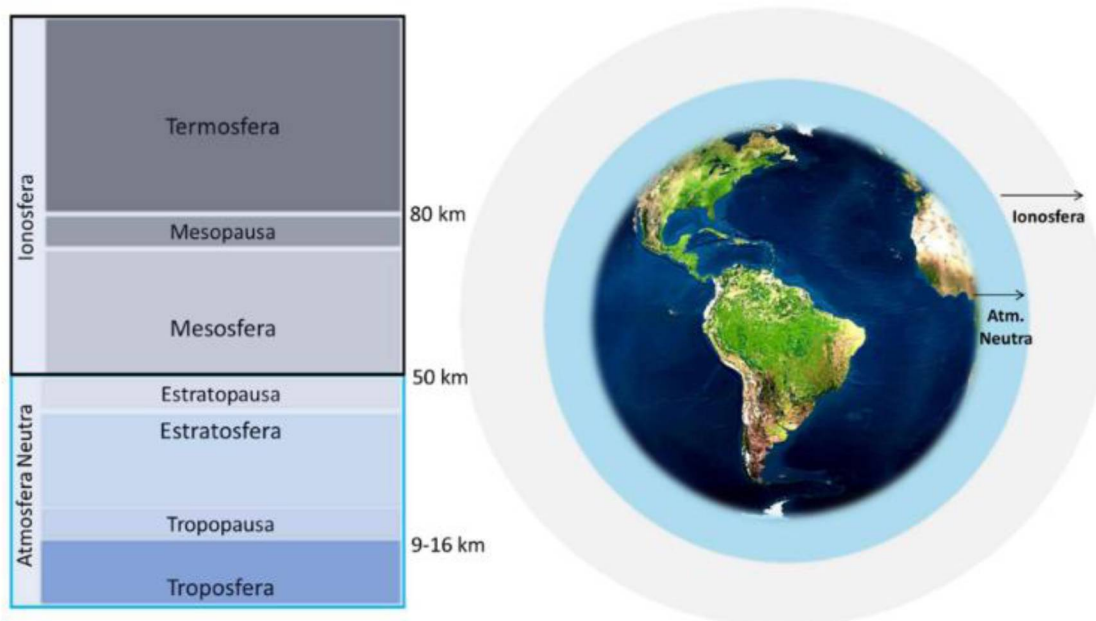 Ionosfera
Termosfera
80 km
Mesopausa
Mesosfera
50 km
Atmosfera Neutra
Estratopausa
Estratosfera
Tropopausa
9-16 km
Troposfera
Ionosfera
Atm.
Neutra